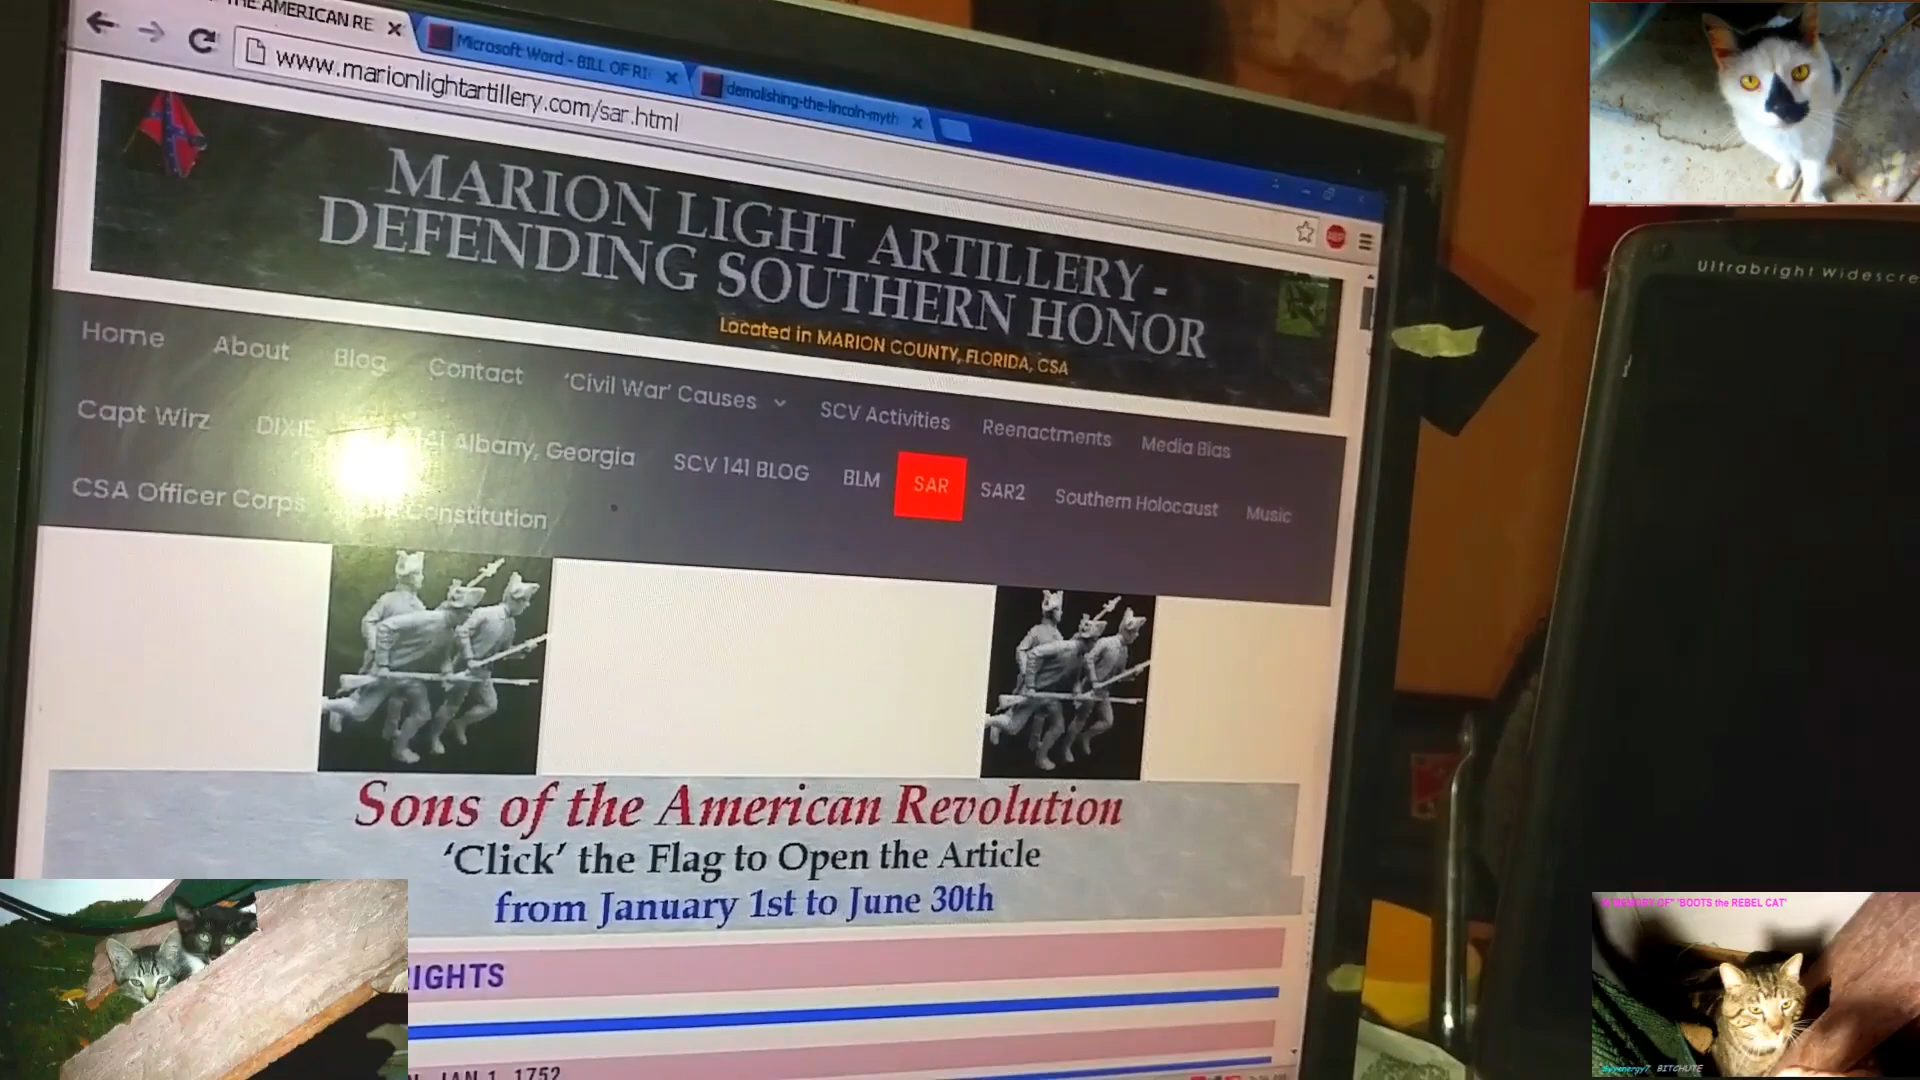 THE AMERICAN RE
Microsoft Word - BILL OF RI
demolishing-the-lincoln-myth
www.marionlightartillery.com/sar.html
MARION LIGHT ARTILLERY -
DEFENDING SOUTHERN HONOR
Located in MARION COUNTY, FLORIDA, CSA
Home About Blog Contact 'Civil War' Causes SCV Activities Reenactments Media Bias
Capt Wirz DIXIE 141 Albany, Georgia SCV 141 BLOG BLM SAR SAR2 Southern Holocaust Music
CSA Officer Corps Constitution
Sons of the American Revolution
'Click' the Flag to Open the Article
from January 1st to June 30th
IGHTS
JAN 1, 1752
Ultrabright Widescre
MEMORY OF" 'BOOTS the REBEL CAT'
BITCHUTE